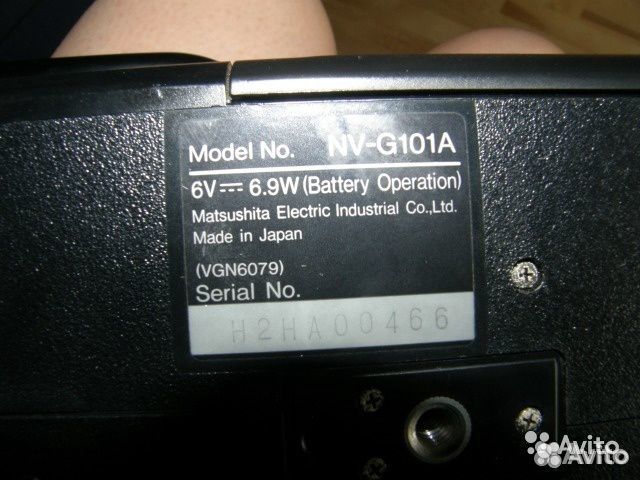 Model No. NV-G101A
6V⎓ 6.9W (Battery Operation)
Matsushita Electric Industrial Co.,Ltd.
Made in Japan
(VGN6079)
Serial No.
H2HA00466
Avito
Avito